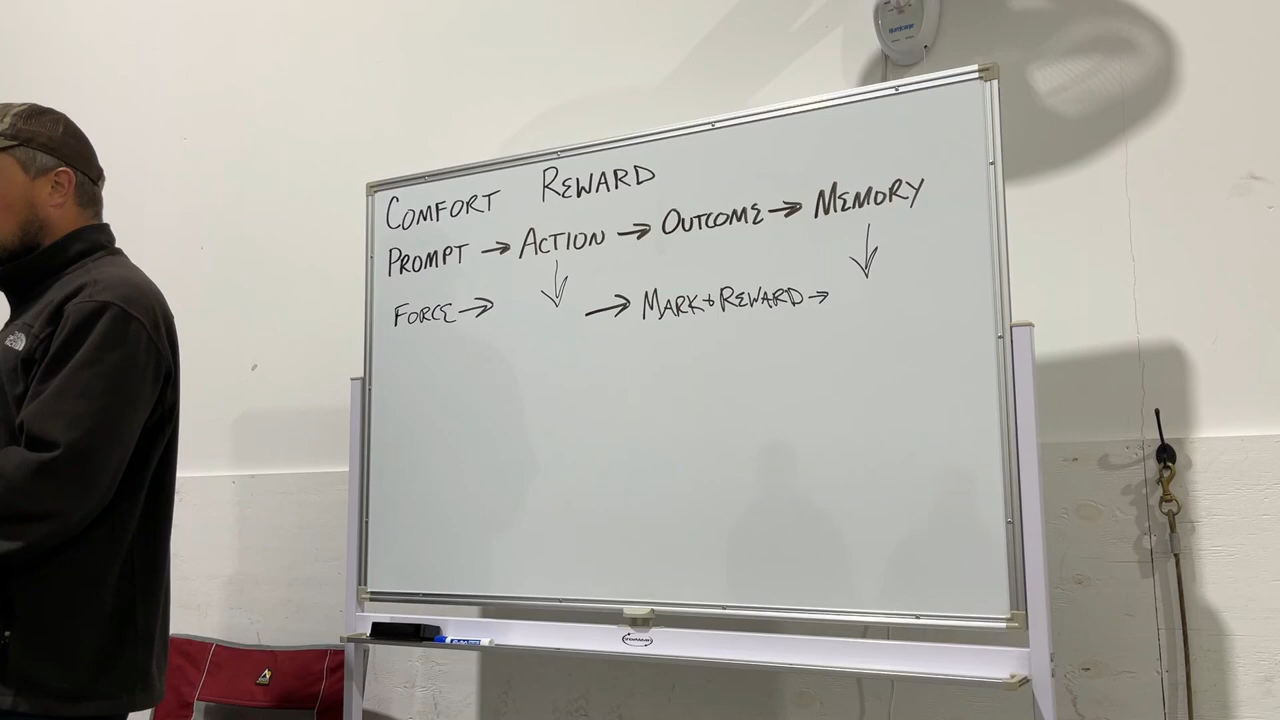 COMFORT REWARD
PROMPT → ACTION → OUTCOME → MEMORY
FORCE → → MARK + REWARD →